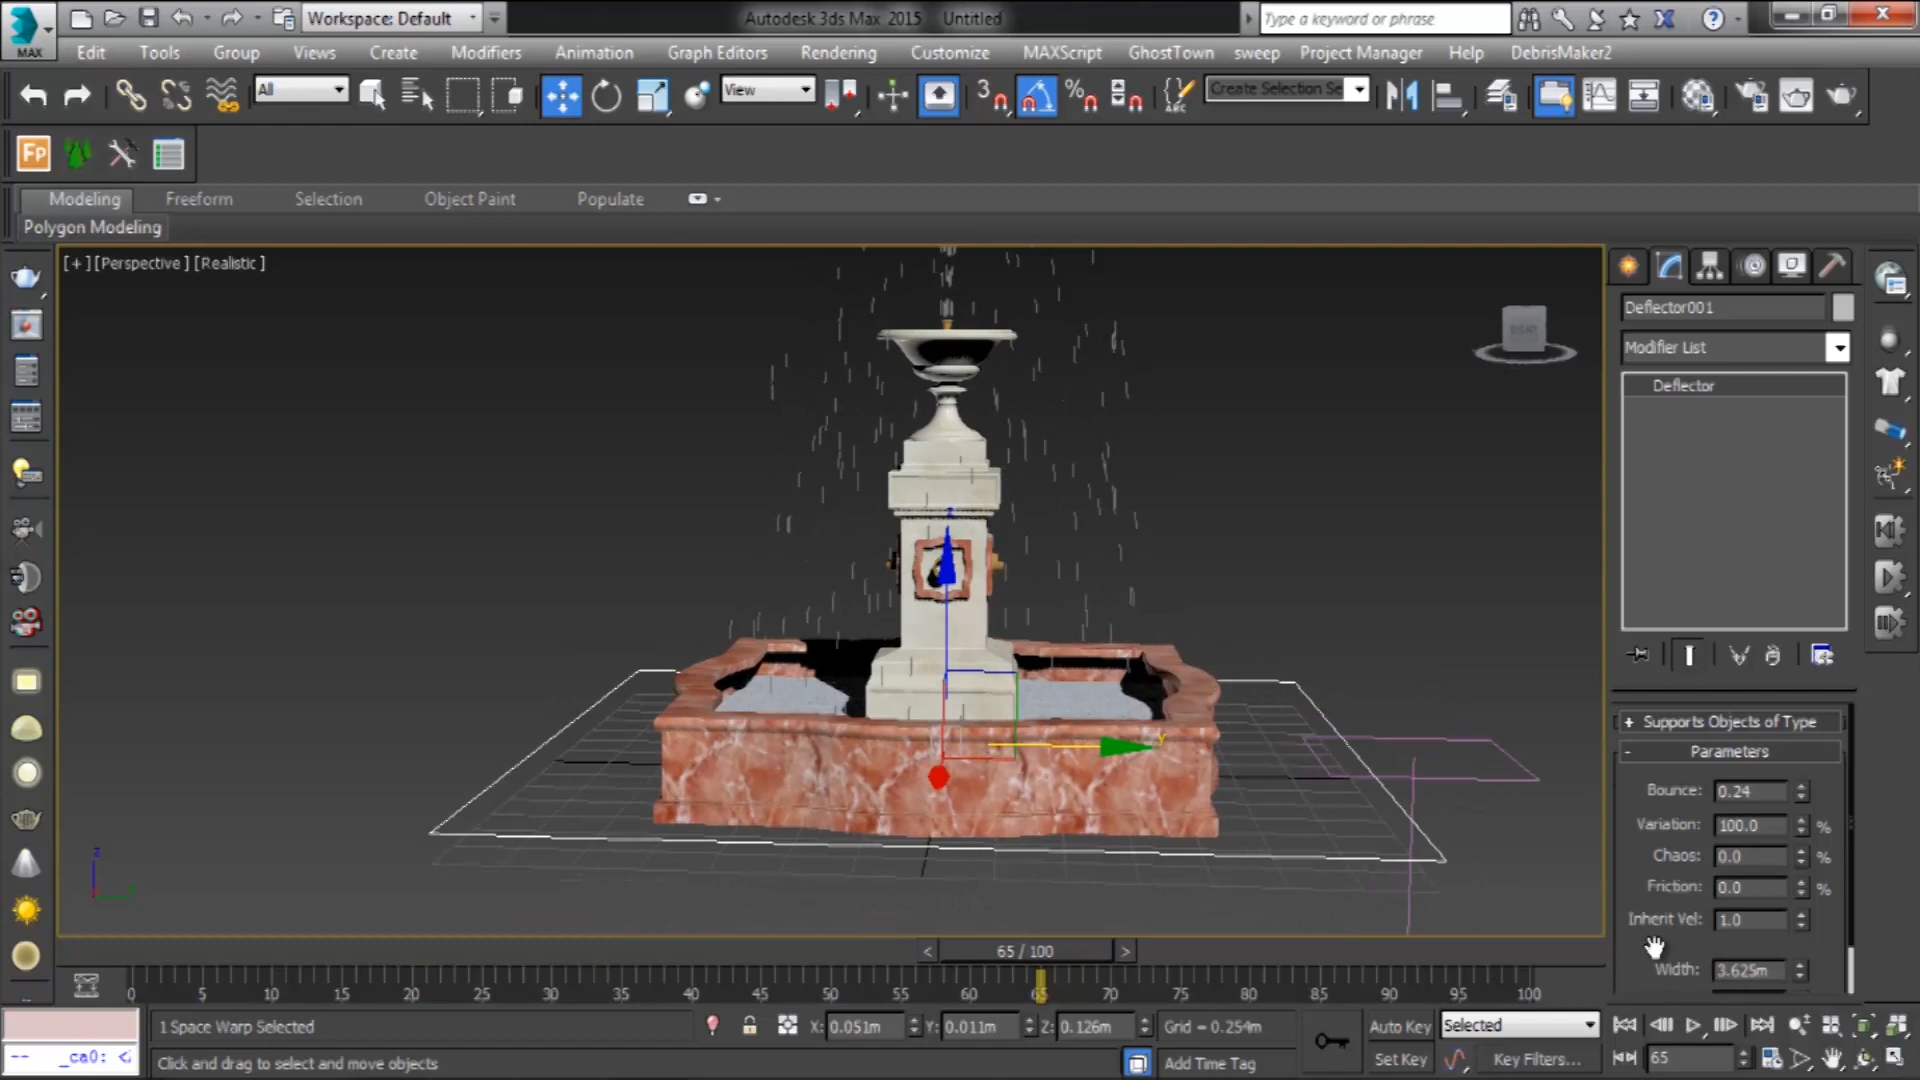 Workspace: Default
Autodesk 3ds Max 2015 Untitled
Type a keyword or phrase
MAX
Edit Tools Group Views Create Modifiers Animation Graph Editors Rendering Customize MAXScript GhostTown sweep Project Manager Help DebrisMaker2
All
View
3
%
ABC
Create Selection Se
Fp
Modeling Freeform Selection Object Paint Populate
Polygon Modeling
[+] [Perspective] [Realistic]
z
y
z
Deflector001
Modifier List
Deflector
+ Supports Objects of Type
- Parameters
Bounce: 0.24
Variation: 100.0 %
Chaos: 0.0 %
Friction: 0.0 %
Inherit Vel: 1.0
Width: 3.625m
< 65 / 100 >
0 5 10 15 20 25 30 35 40 45 50 55 60 65 70 75 80 85 90 95 100
1 Space Warp Selected
X: 0.051m Y: 0.011m Z: 0.126m Grid = 0.254m
Auto Key Selected
-- _ca0: <
Click and drag to select and move objects
Add Time Tag
Set Key Key Filters...
65